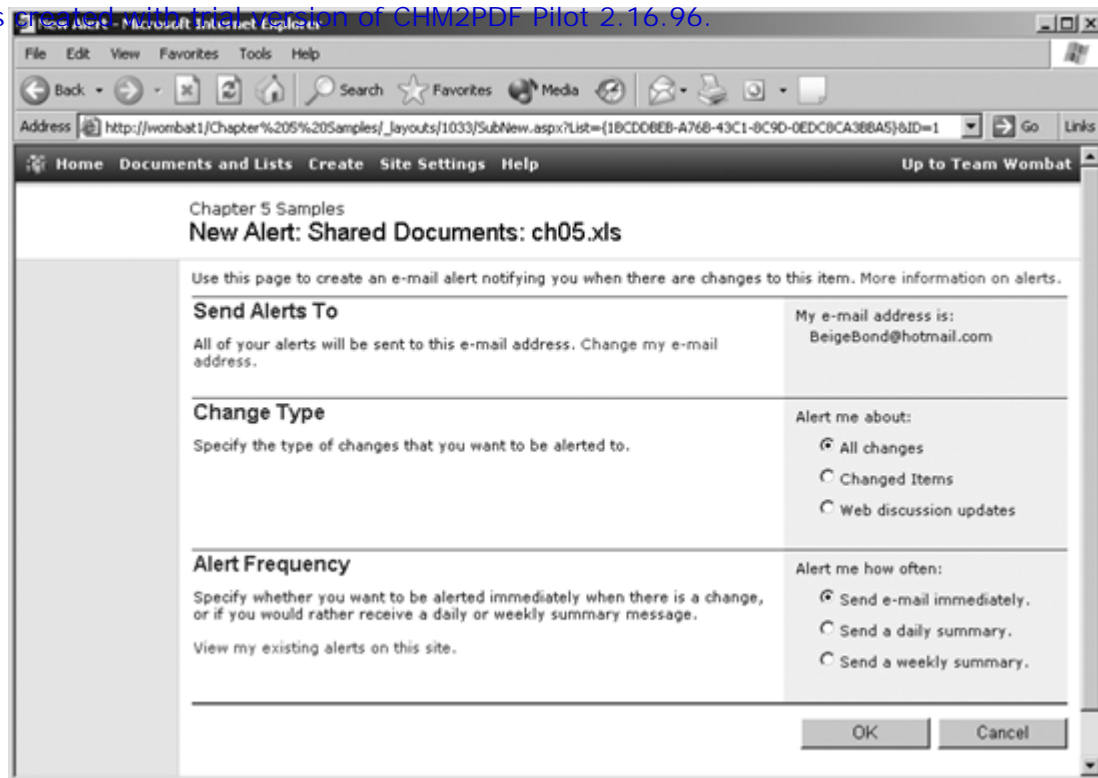 s created with trial version of CHM2PDF Pilot 2.16.96.
New Alert - Microsoft Internet Explorer
File Edit View Favorites Tools Help
Back Search Favorites Media
Address http://wombat1/Chapter%205%20Samples/_layouts/1033/SubNew.aspx?List={1BCDDBEB-A76B-43C1-8C9D-0EDC8CA3BBA5}&ID=1 Go Links
Home Documents and Lists Create Site Settings Help Up to Team Wombat
Chapter 5 Samples
New Alert: Shared Documents: ch05.xls
Use this page to create an e-mail alert notifying you when there are changes to this item. More information on alerts.
Send Alerts To
All of your alerts will be sent to this e-mail address. Change my e-mail
address.
My e-mail address is:
BeigeBond@hotmail.com
Change Type
Specify the type of changes that you want to be alerted to.
Alert me about:
All changes
Changed Items
Web discussion updates
Alert Frequency
Specify whether you want to be alerted immediately when there is a change,
or if you would rather receive a daily or weekly summary message.
View my existing alerts on this site.
Alert me how often:
Send e-mail immediately.
Send a daily summary.
Send a weekly summary.
OK Cancel